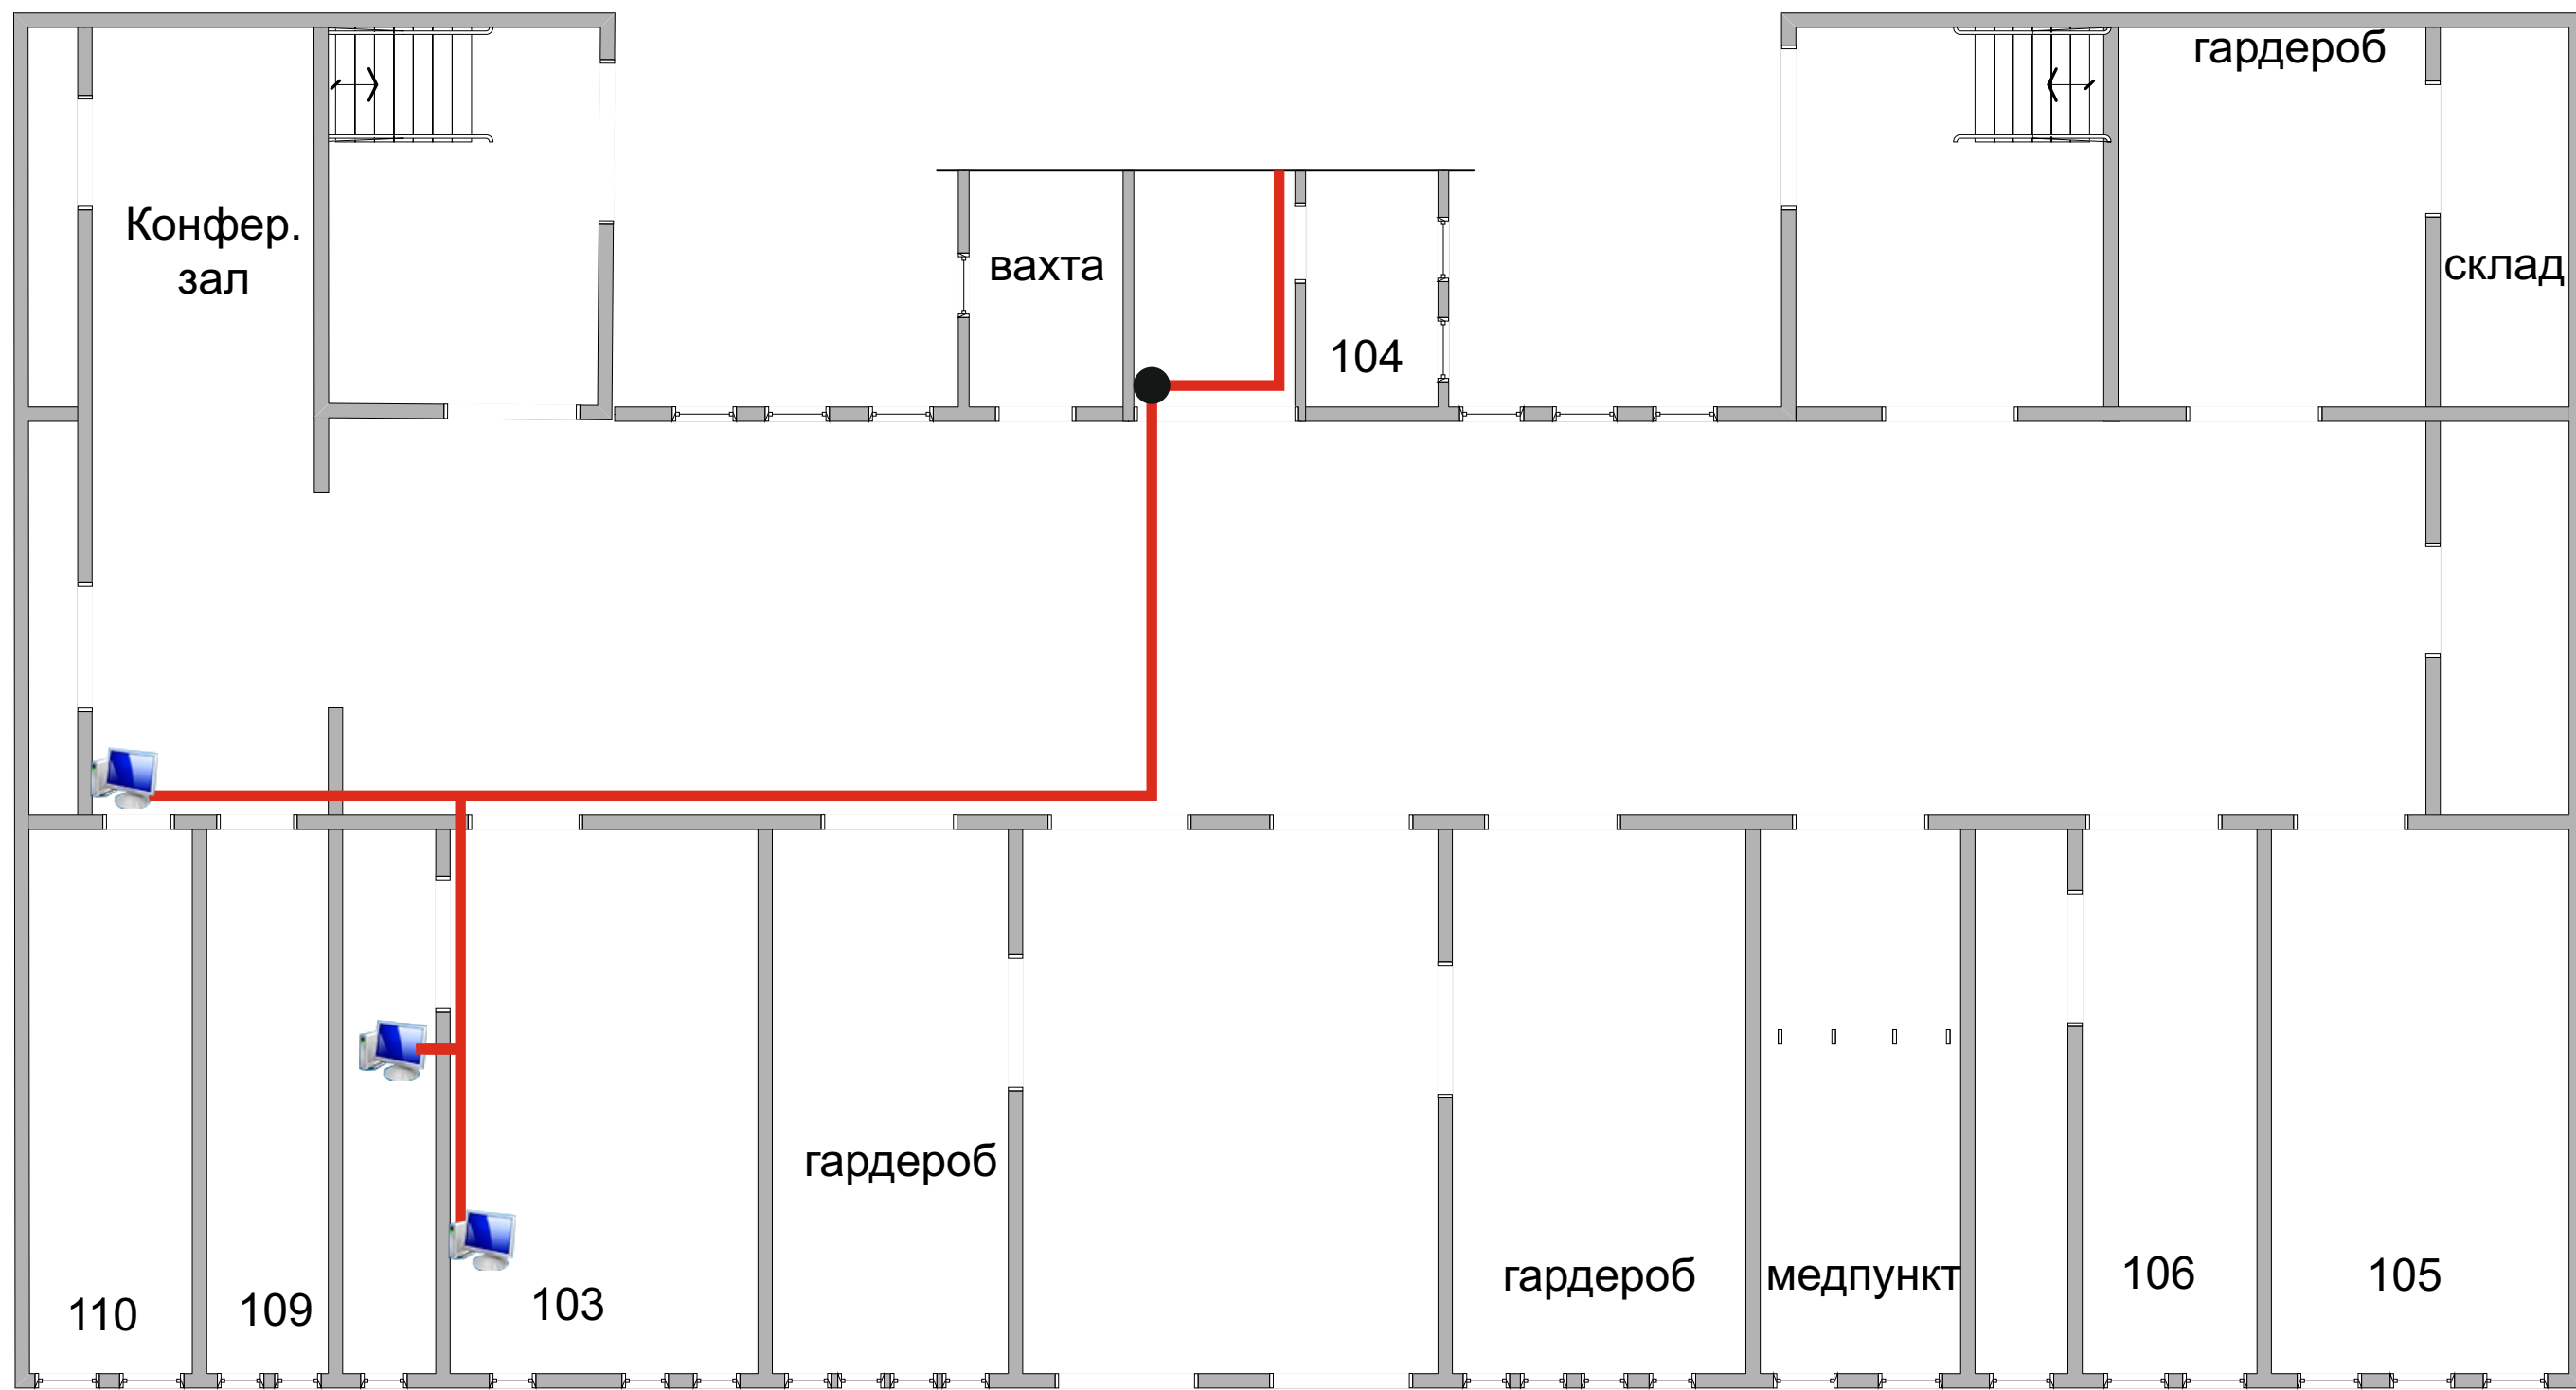 гардероб
Конфер.
зал
вахта
склад
104
гардероб
гардероб
медпункт
106
105
110
109
103